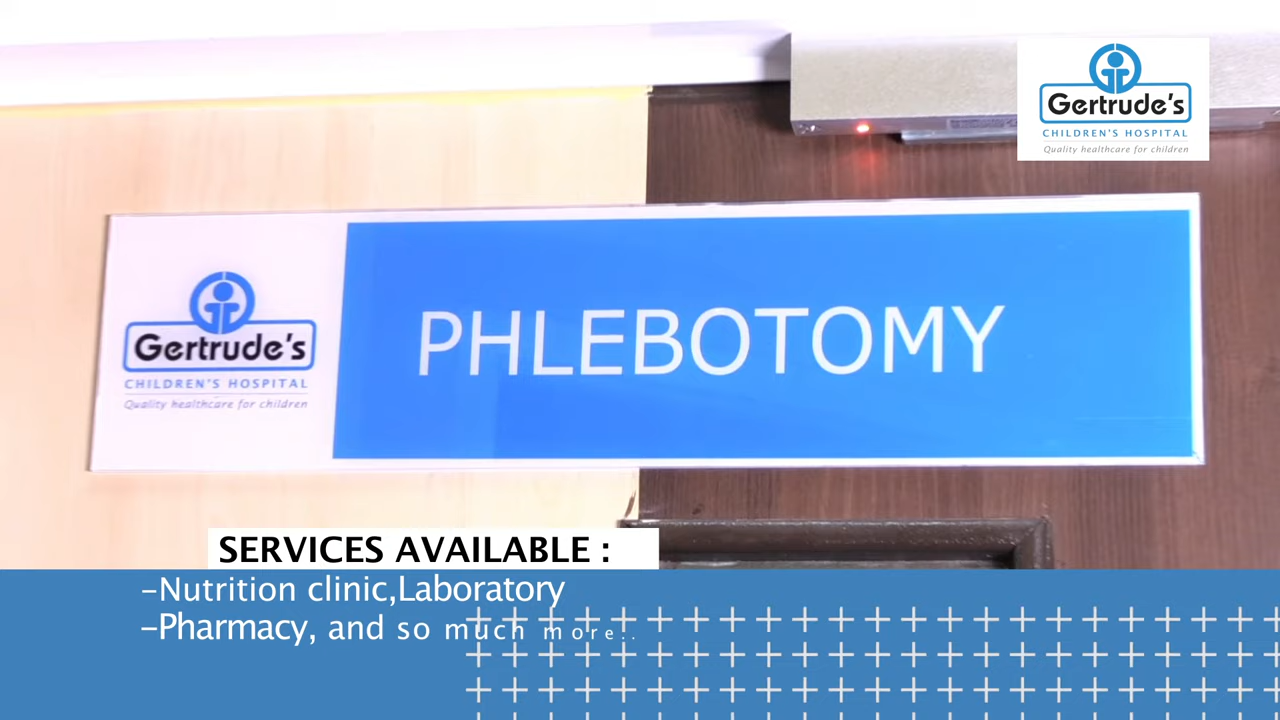 Gertrude's
CHILDREN'S HOSPITAL
Quality healthcare for children
Gertrude's
CHILDREN'S HOSPITAL
Quality healthcare for children
PHLEBOTOMY
SERVICES AVAILABLE :
-Nutrition clinic,Laboratory
-Pharmacy, and so much more..